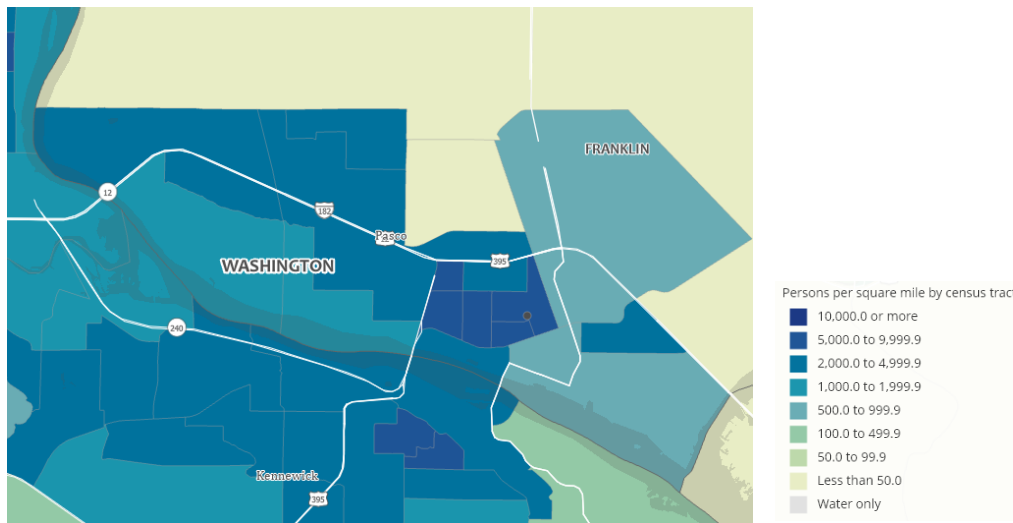 FRANKLIN
12
182
Pasco
395
WASHINGTON
240
Kennewick
395
Persons per square mile by census tract
10,000.0 or more
5,000.0 to 9,999.9
2,000.0 to 4,999.9
1,000.0 to 1,999.9
500.0 to 999.9
100.0 to 499.9
50.0 to 99.9
Less than 50.0
Water only